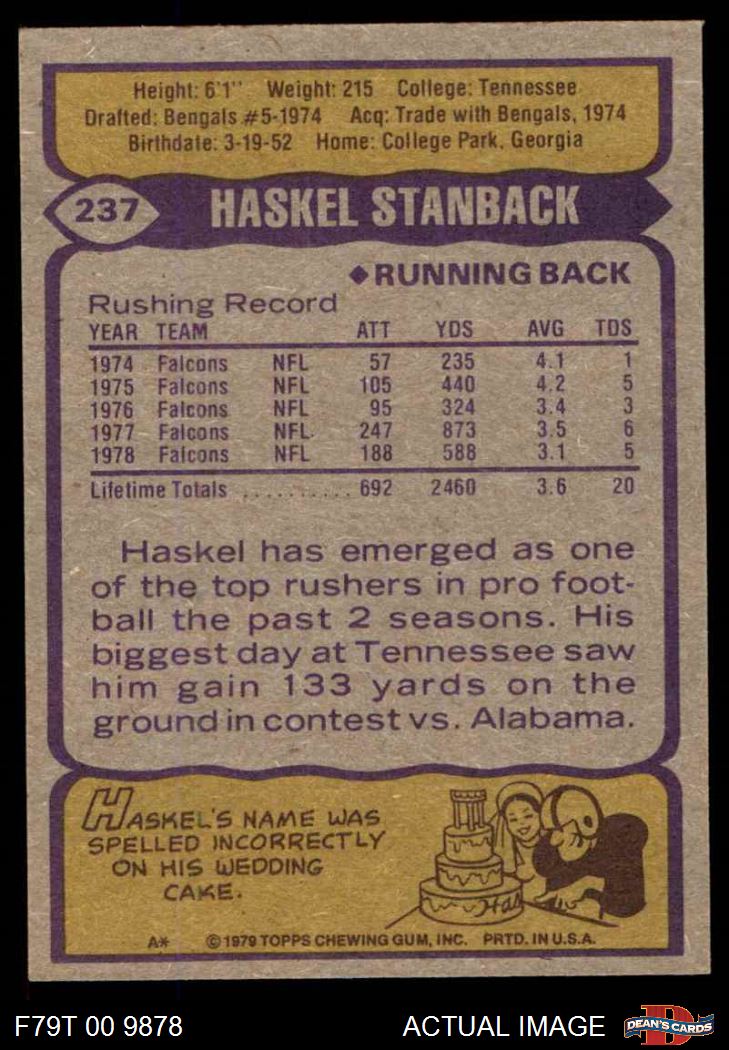 Height: 6'1" Weight: 215 College: Tennessee
Drafted: Bengals #5-1974 Acq: Trade with Bengals, 1974
Birthdate: 3-19-52 Home: College Park, Georgia
237 HASKEL STANBACK
◆RUNNING BACK
Rushing Record
YEAR TEAM ATT YDS AVG TDS
1974 Falcons NFL 57 235 4.1 1
1975 Falcons NFL 105 440 4.2 5
1976 Falcons NFL 95 324 3.4 3
1977 Falcons NFL 247 873 3.5 6
1978 Falcons NFL 188 588 3.1 5
Lifetime Totals .......... 692 2460 3.6 20
Haskel has emerged as one
of the top rushers in pro foot-
ball the past 2 seasons. His
biggest day at Tennessee saw
him gain 133 yards on the
ground in contest vs. Alabama.
HASKEL'S NAME WAS
SPELLED INCORRECTLY
ON HIS WEDDING
CAKE.
Has
A* © 1979 TOPPS CHEWING GUM, INC. PRTD. IN U.S.A.
F79T 00 9878 ACTUAL IMAGE D DEAN'S CARDS